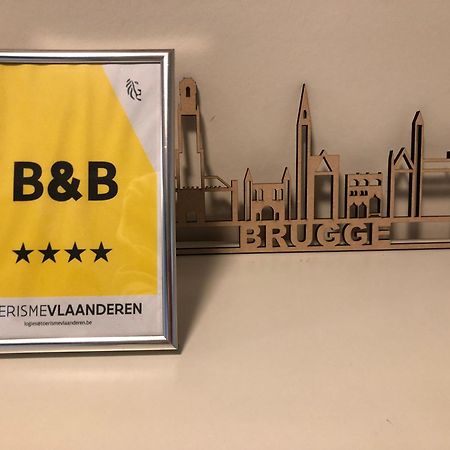 B&B
★★★★
ERISMEVLAANDEREN
logies@toerismevlaanderen.be
BRUGGE